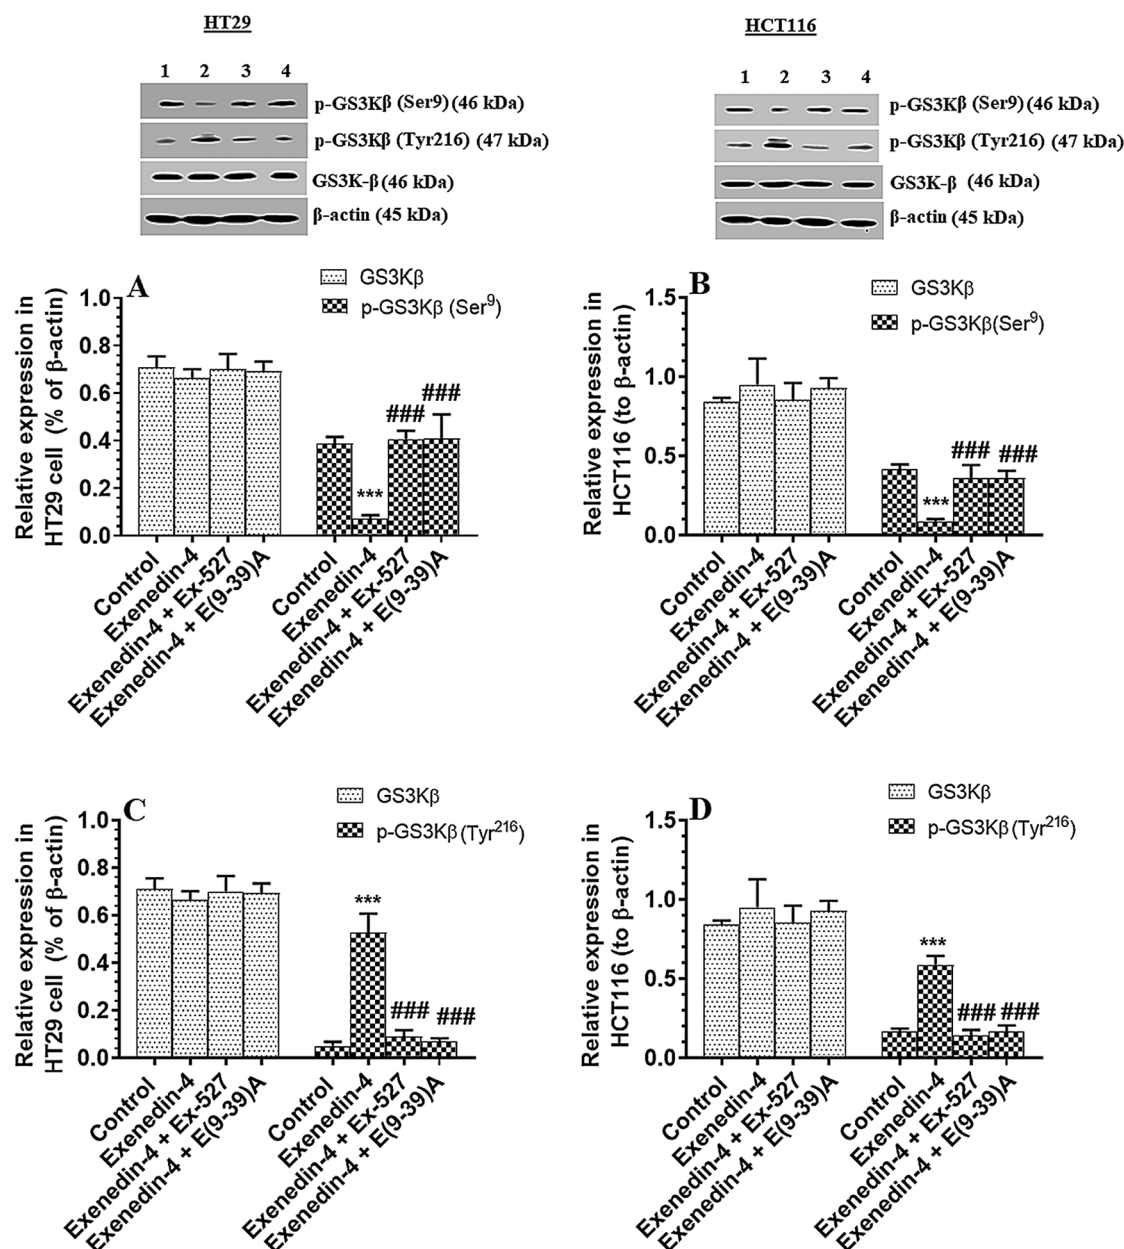 HT29
1 2 3 4
p-GS3Kβ (Ser9) (46 kDa)
p-GS3Kβ (Tyr216) (47 kDa)
GS3K-β (46 kDa)
β-actin (45 kDa)
HCT116
1 2 3 4
p-GS3Kβ (Ser9) (46 kDa)
p-GS3Kβ (Tyr216) (47 kDa)
GS3K-β (46 kDa)
β-actin (45 kDa)
A
GS3Kβ
p-GS3Kβ (Ser⁹)
Relative expression in
HT29 cell (% of β-actin)
1.0
0.8
0.6
0.4
0.2
0.0
***
###
###
Control
Exenedin-4
Exenedin-4 + Ex-527
Exenedin-4 + E(9-39)A
Control
Exenedin-4
Exenedin-4 + Ex-527
Exenedin-4 + E(9-39)A
B
GS3Kβ
p-GS3Kβ(Ser⁹)
Relative expression in
HCT116 (to β-actin)
1.5
1.0
0.5
0.0
***
###
###
Control
Exenedin-4
Exenedin-4 + Ex-527
Exenedin-4 + E(9-39)A
Control
Exenedin-4
Exenedin-4 + Ex-527
Exenedin-4 + E(9-39)A
C
GS3Kβ
p-GS3Kβ (Tyr²¹⁶)
Relative expression in
HT29 cell (% of β-actin)
1.0
0.8
0.6
0.4
0.2
0.0
***
###
###
Control
Exenedin-4
Exenedin-4 + Ex-527
Exenedin-4 + E(9-39)A
Control
Exenedin-4
Exenedin-4 + Ex-527
Exenedin-4 + E(9-39)A
D
GS3Kβ
p-GS3Kβ (Tyr²¹⁶)
Relative expression in
HCT116 (to β-actin)
1.5
1.0
0.5
0.0
***
###
###
Control
Exenedin-4
Exenedin-4 + Ex-527
Exenedin-4 + E(9-39)A
Control
Exenedin-4
Exenedin-4 + Ex-527
Exenedin-4 + E(9-39)A